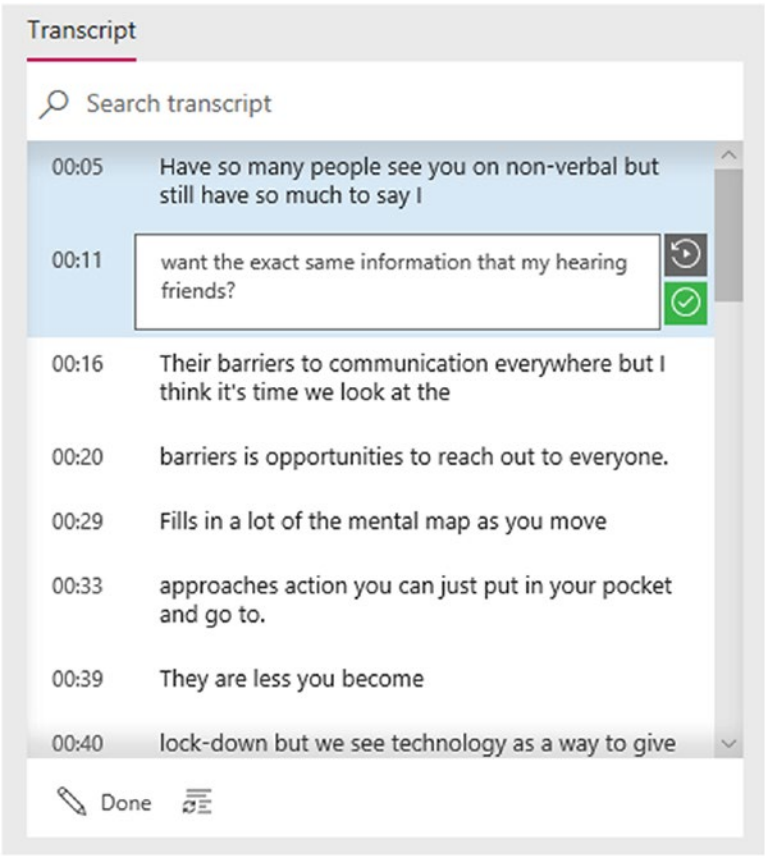 Transcript
Search transcript
00:05 Have so many people see you on non-verbal but
still have so much to say I
00:11 want the exact same information that my hearing
friends?
00:16 Their barriers to communication everywhere but I
think it's time we look at the
00:20 barriers is opportunities to reach out to everyone.
00:29 Fills in a lot of the mental map as you move
00:33 approaches action you can just put in your pocket
and go to.
00:39 They are less you become
00:40 lock-down but we see technology as a way to give
Done